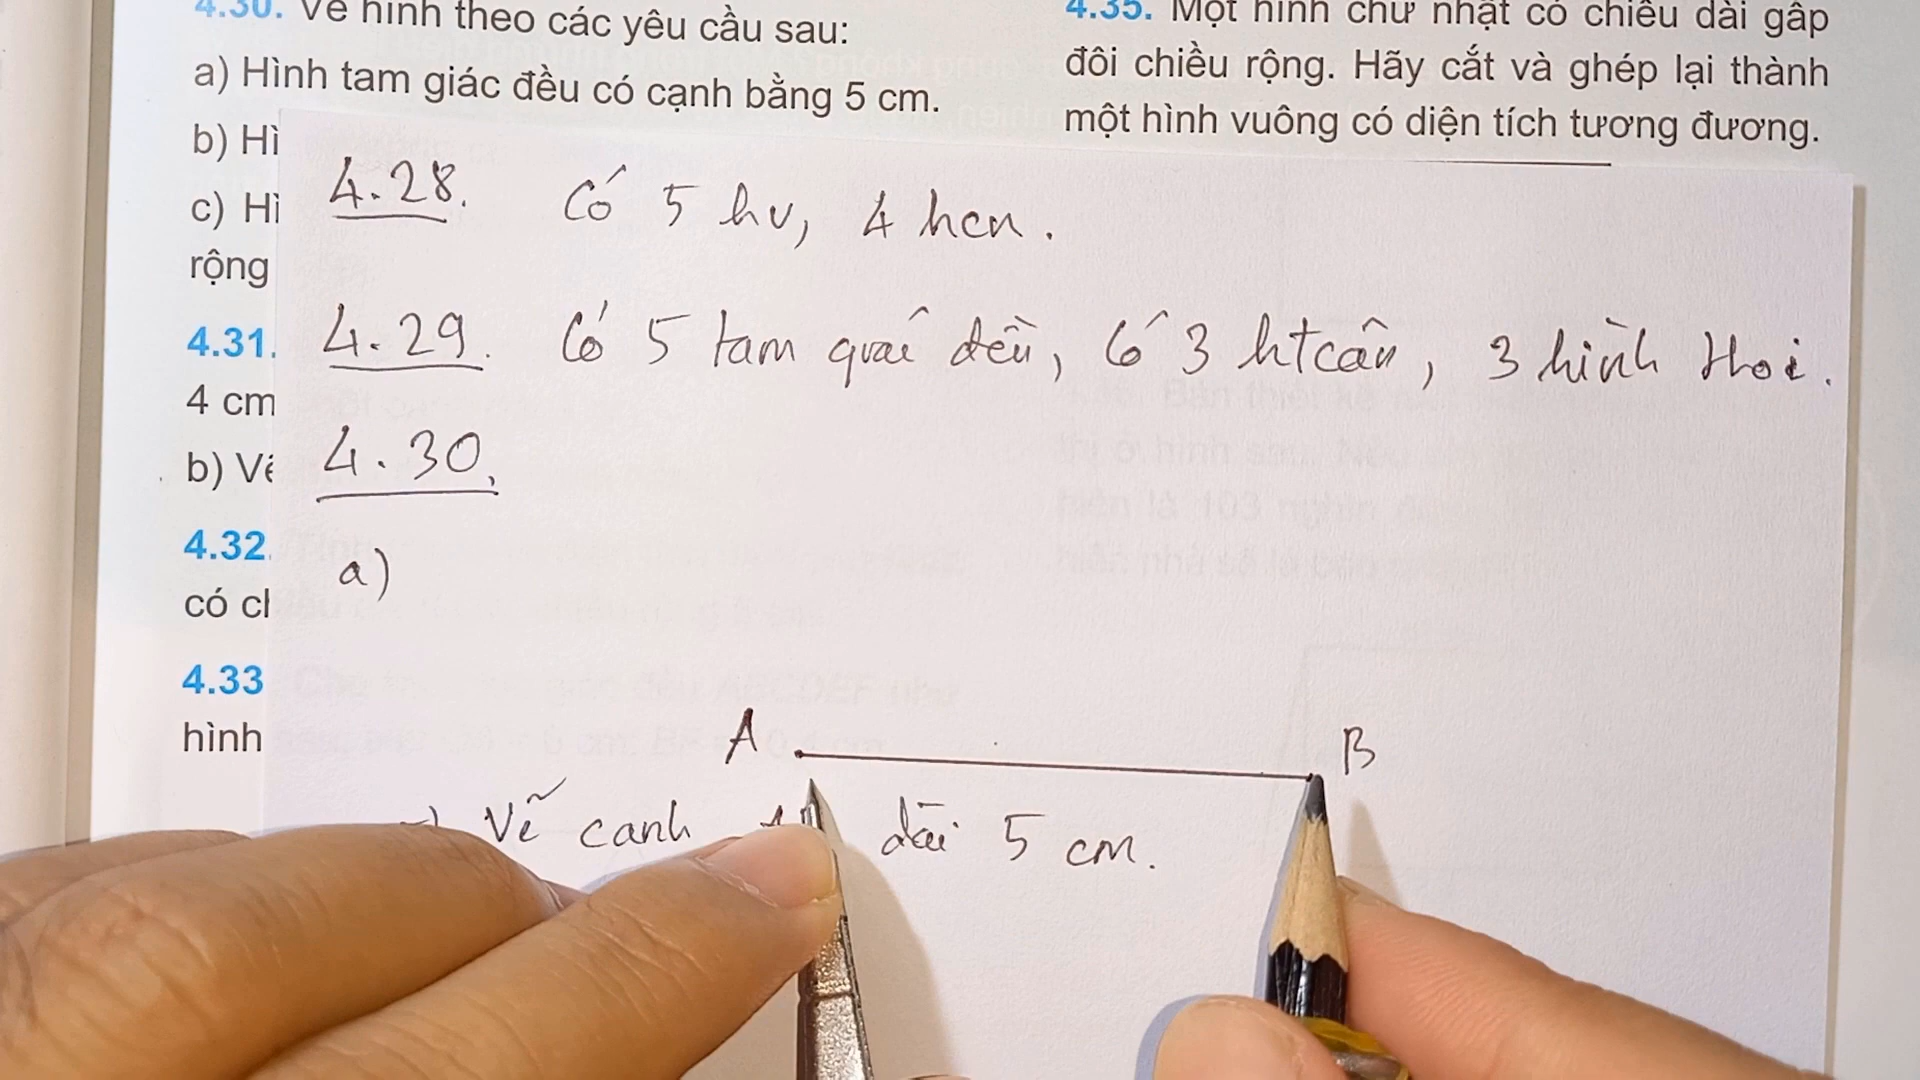 4.30. Vẽ hình theo các yêu cầu sau:
a) Hình tam giác đều có cạnh bằng 5 cm.
b) Hì
c) Hì
rộng
4.31.
4 cm
b) Vẽ
4.32.
có ch
4.33
hình
4.35. Một hình chữ nhật có chiều dài gấp
đôi chiều rộng. Hãy cắt và ghép lại thành
một hình vuông có diện tích tương đương.
4.28. Có 5 hv, 4 hcn.
4.29. Có 5 tam giác đều, có 3 htcân, 3 hình thoi.
4.30.
a)
A B
Vẽ cạnh dài 5 cm.